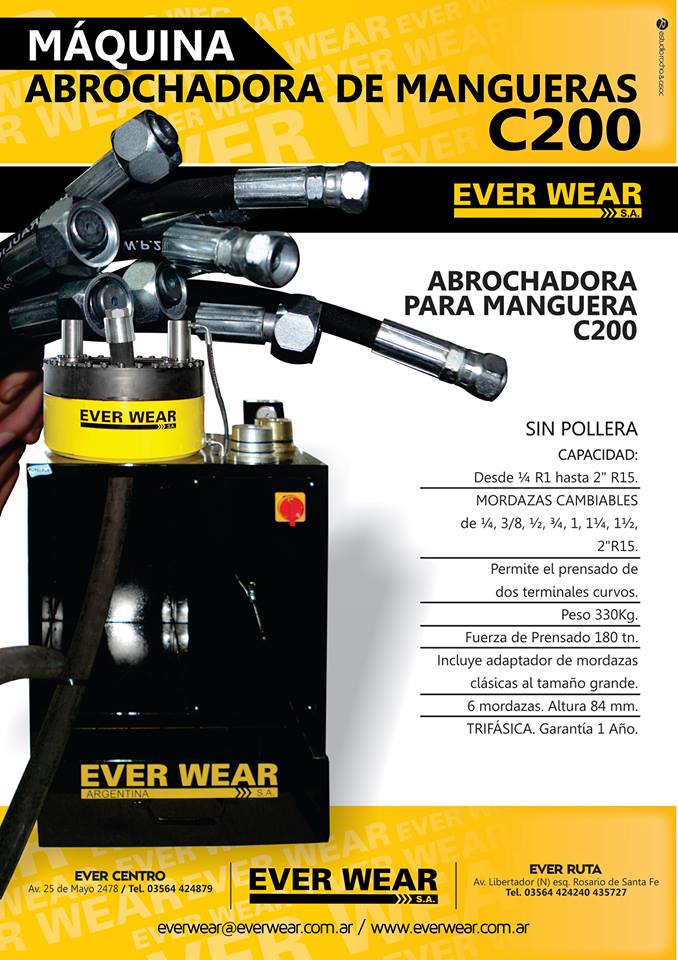 MÁQUINA
ABROCHADORA DE MANGUERAS
C200
estudio rocha & asoc
EVER WEAR
S.A.
N.P.2
ABROCHADORA
PARA MANGUERA
C200
EVER WEAR
S.A.
SIN POLLERA
CAPACIDAD:
Desde ¼ R1 hasta 2" R15.
MORDAZAS CAMBIABLES
de ¼, 3/8, ½, ¾, 1, 1¼, 1½,
2"R15.
Permite el prensado de
dos terminales curvos.
Peso 330Kg.
Fuerza de Prensado 180 tn.
Incluye adaptador de mordazas
clásicas al tamaño grande.
6 mordazas. Altura 84 mm.
TRIFÁSICA. Garantía 1 Año.
EVER WEAR
ARGENTINA S.A.
EVER CENTRO
Av. 25 de Mayo 2478 / Tel. 03564 424879
EVER WEAR
S.A.
EVER RUTA
Av. Libertador (N) esq. Rosario de Santa Fe
Tel. 03564 424240 435727
everwear@everwear.com.ar / www.everwear.com.ar